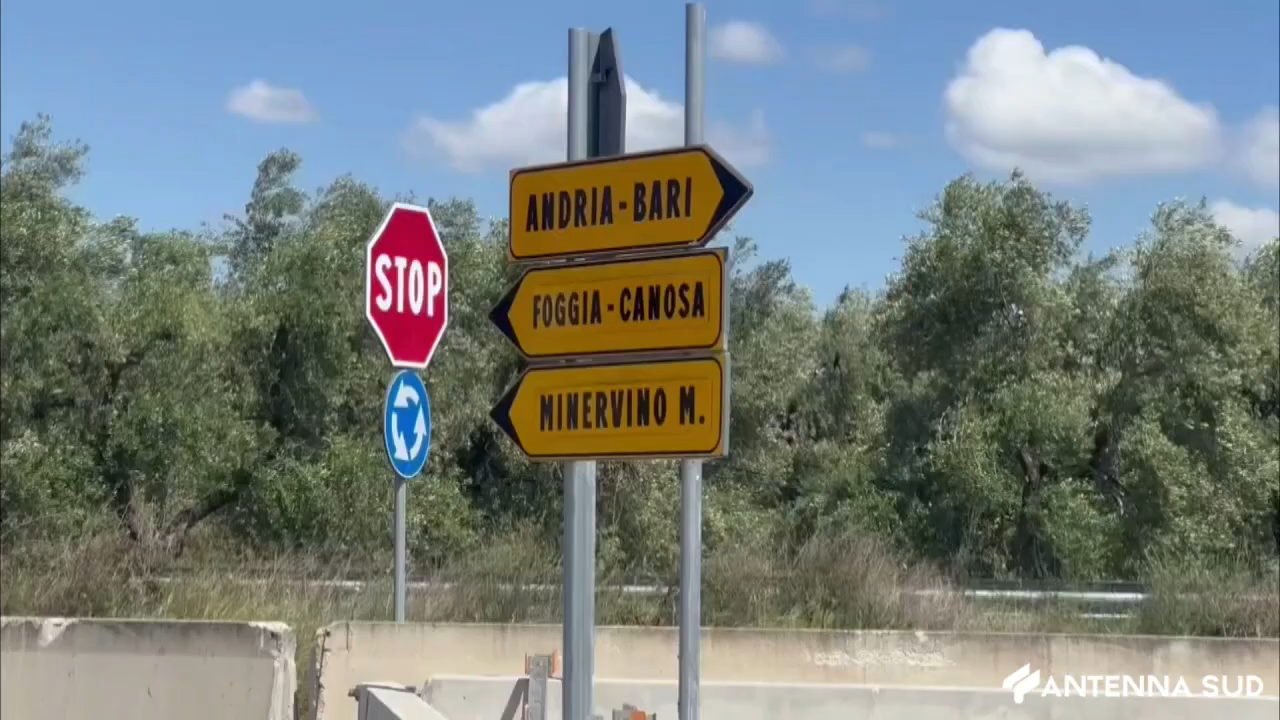 ANDRIA-BARI
STOP
FOGGIA-CANOSA
MINERVINO M.
ANTENNA SUD